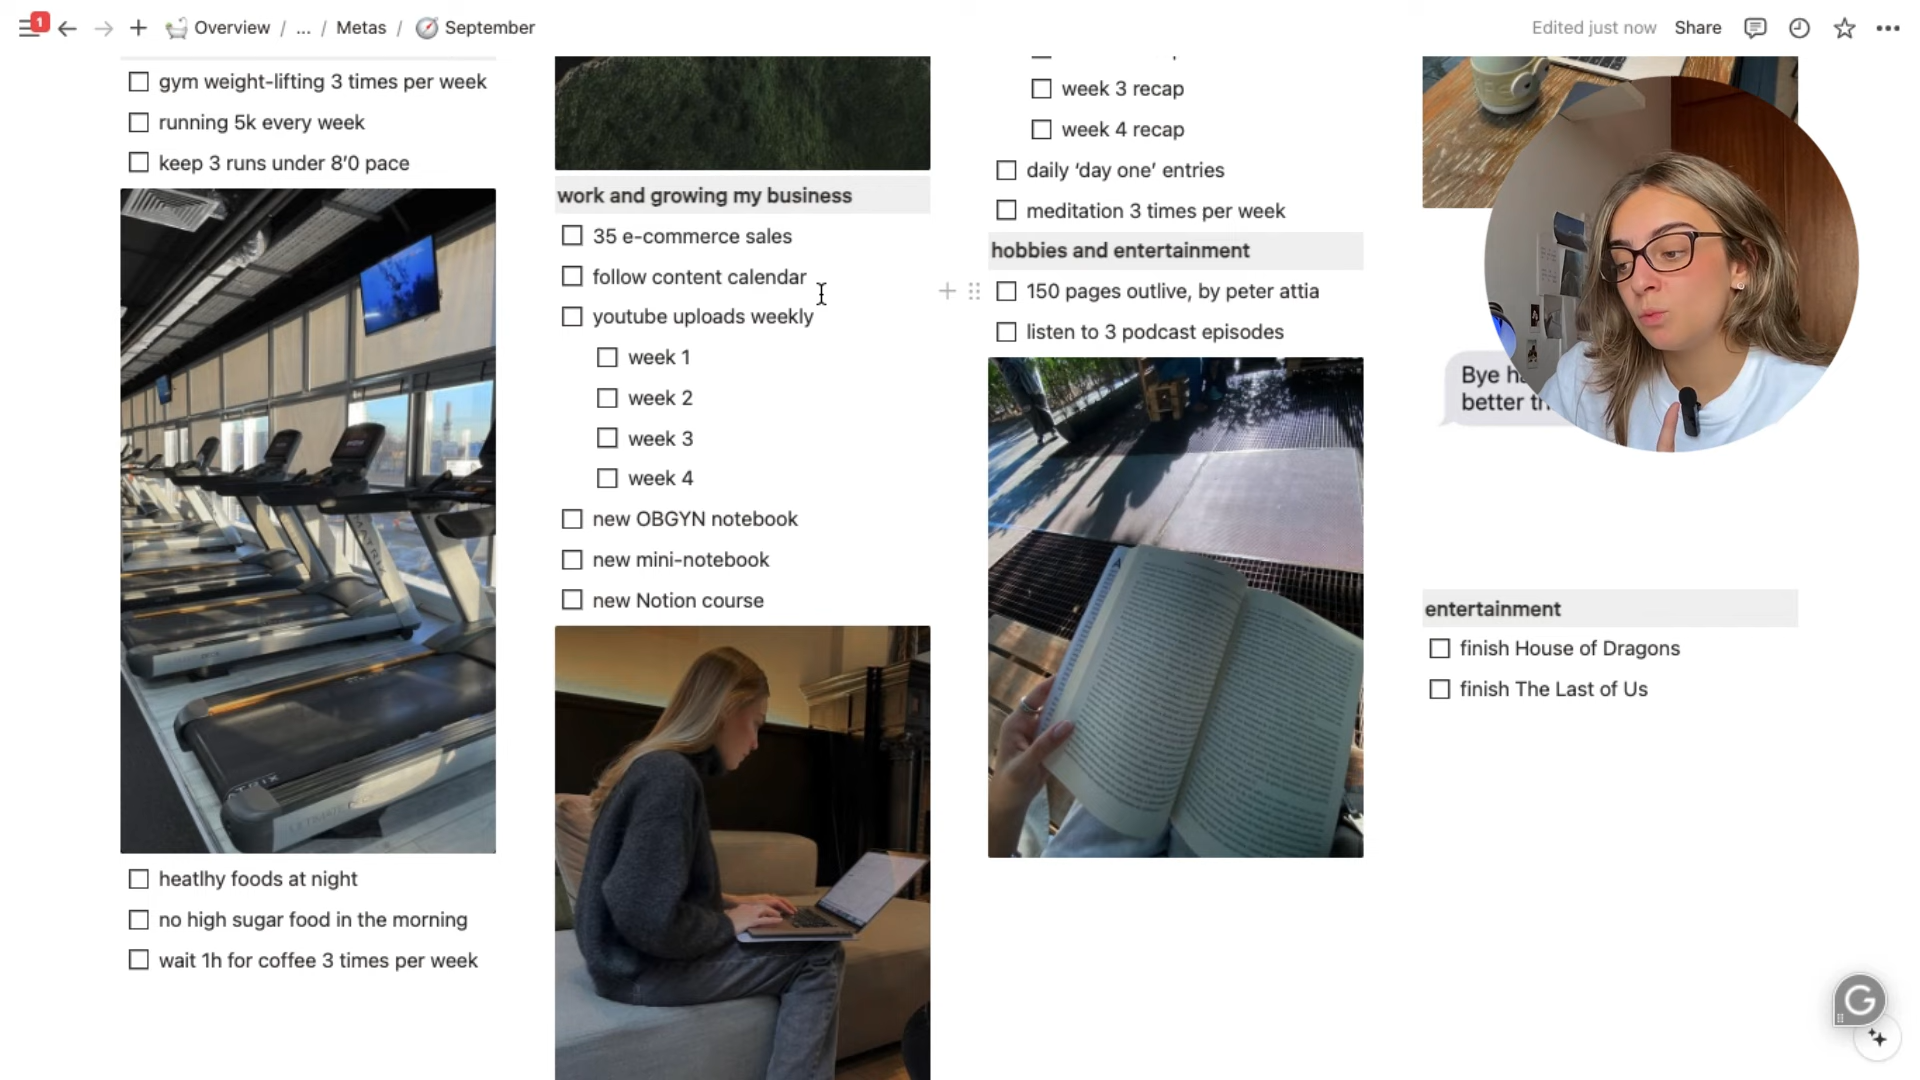 1
Overview / ... / Metas / September
Edited just now
Share
gym weight-lifting 3 times per week
running 5k every week
keep 3 runs under 8’0 pace
heatlhy foods at night
no high sugar food in the morning
wait 1h for coffee 3 times per week
work and growing my business
35 e-commerce sales
follow content calendar
youtube uploads weekly
week 1
week 2
week 3
week 4
new OBGYN notebook
new mini-notebook
new Notion course
week 3 recap
week 4 recap
daily ‘day one’ entries
meditation 3 times per week
hobbies and entertainment
150 pages outlive, by peter attia
listen to 3 podcast episodes
Bye
better
entertainment
finish House of Dragons
finish The Last of Us
G